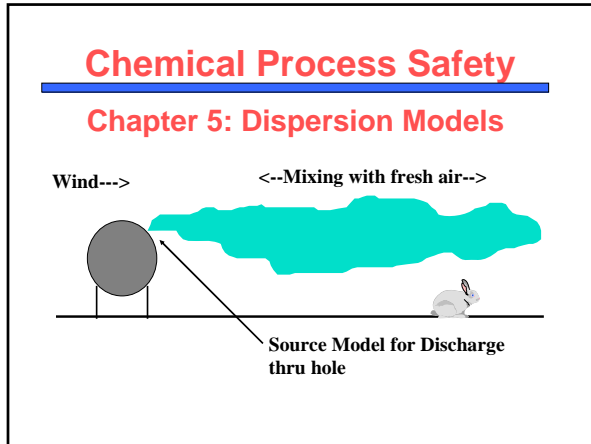 Chemical Process Safety
Chapter 5: Dispersion Models
Wind--->
<--Mixing with fresh air-->
Source Model for Discharge
thru hole